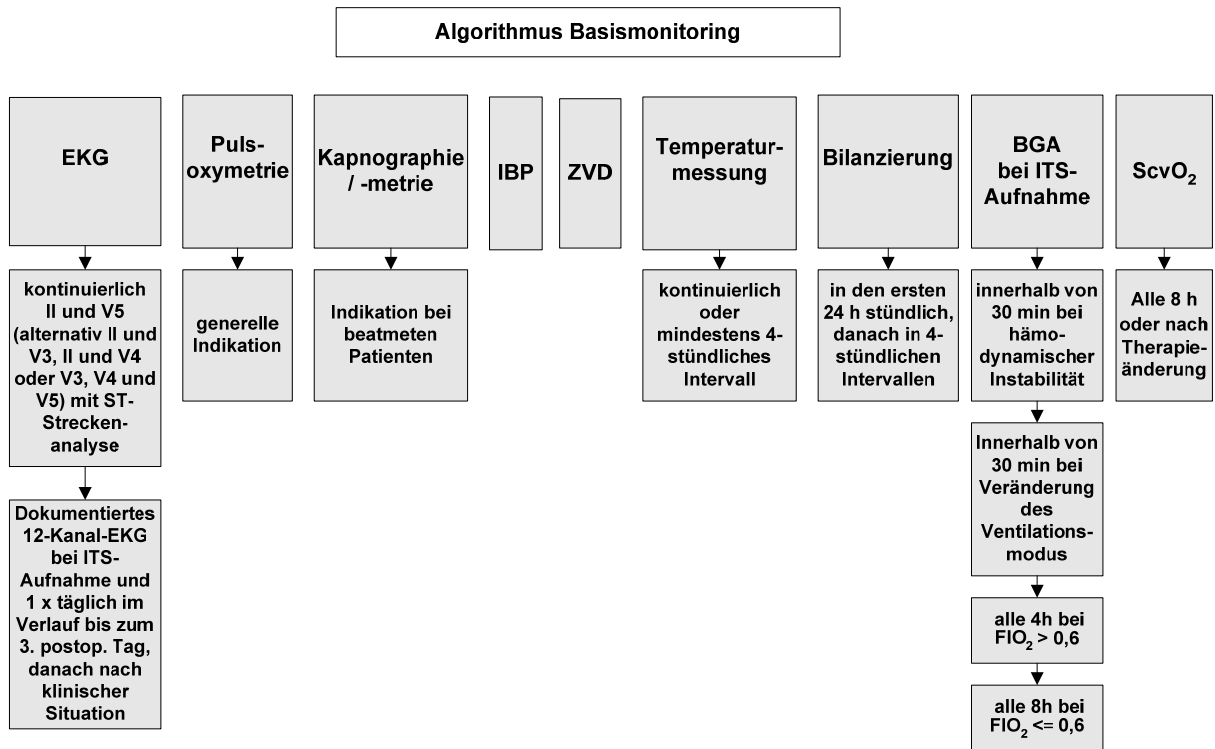 Algorithmus Basismonitoring
EKG
Puls-
oxymetrie
Kapnographie
/ -metrie
IBP
ZVD
Temperatur-
messung
Bilanzierung
BGA
bei ITS-
Aufnahme
ScvO₂
kontinuierlich
II und V5
(alternativ II und
V3, II und V4
oder V3, V4 und
V5) mit ST-
Strecken-
analyse
generelle
Indikation
Indikation bei
beatmeten
Patienten
kontinuierlich
oder
mindestens 4-
stündliches
Intervall
in den ersten
24 h stündlich,
danach in 4-
stündlichen
Intervallen
innerhalb von
30 min bei
hämo-
dynamischer
Instabilität
Alle 8 h
oder nach
Therapie-
änderung
Innerhalb von
30 min bei
Veränderung
des
Ventilations-
modus
Dokumentiertes
12-Kanal-EKG
bei ITS-
Aufnahme und
1 x täglich im
Verlauf bis zum
3. postop. Tag,
danach nach
klinischer
Situation
alle 4h bei
FIO₂ > 0,6
alle 8h bei
FIO₂ <= 0,6